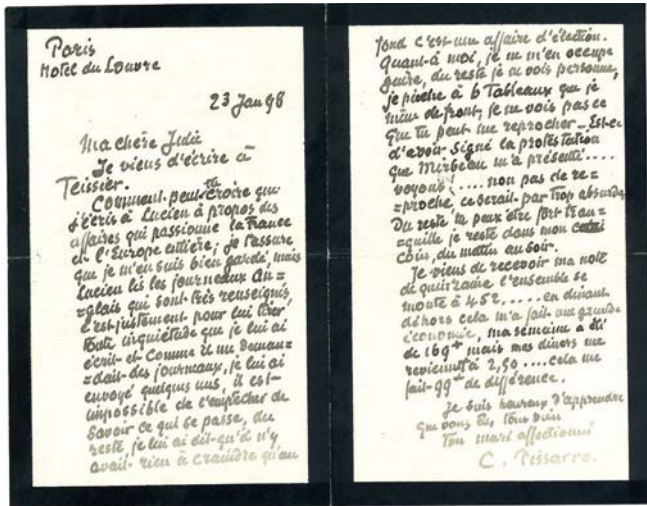 Paris
Hotel du Louvre
23 Jan 98
Ma chère Julie
Je viens d'écrire à
Teissier.
Comment peut-tu croire que
j'écris à Lucien à propos des
affaires qui passionne la France
et l'Europe entière; je t'assure
que je m'en suis bien gardé, mais
Lucien lis les journeaux An=
=glais qui sont très renseignés,
c'est justement pour lui tirer
toute inquiétude que je lui ai
écrit et comme il me deman=
=dait des journeaux, je lui ai
envoyé quelques uns, il est
impossible de l'empêcher de
savoir ce qui se passe, du
reste, je lui ai dit qu'il n'y
avait rien à craindre qu'au
fond c'est un affaire d'élection.
Quant à moi, je ne m'en occupe
guère, du reste je ne vois personne,
je pioche à 6 Tableaux que je
mène de front, je ne vois pas ce
que tu peut me reprocher - Est-ce
d'avoir signé la protestation
que Mirbeau m'a présenté....
voyons! .... non pas de re=
=proche, ce serait par trop absurde
Du reste tu peux être fort tran=
=quille je reste dans mon
coin, du matin au soir.
Je viens de recevoir ma note
de quinzaine l'ensemble se
monte à 452..... en dinant
dehors cela m'a fait une grande
économie, ma semaine a été
de 169 mais mes diners me
reviennent à 2,50 .... cela me
fait 99 de différence.
Je suis heureux d'apprendre
que vous êtes tous bien
Ton mari affectionné
C. Pissarro.